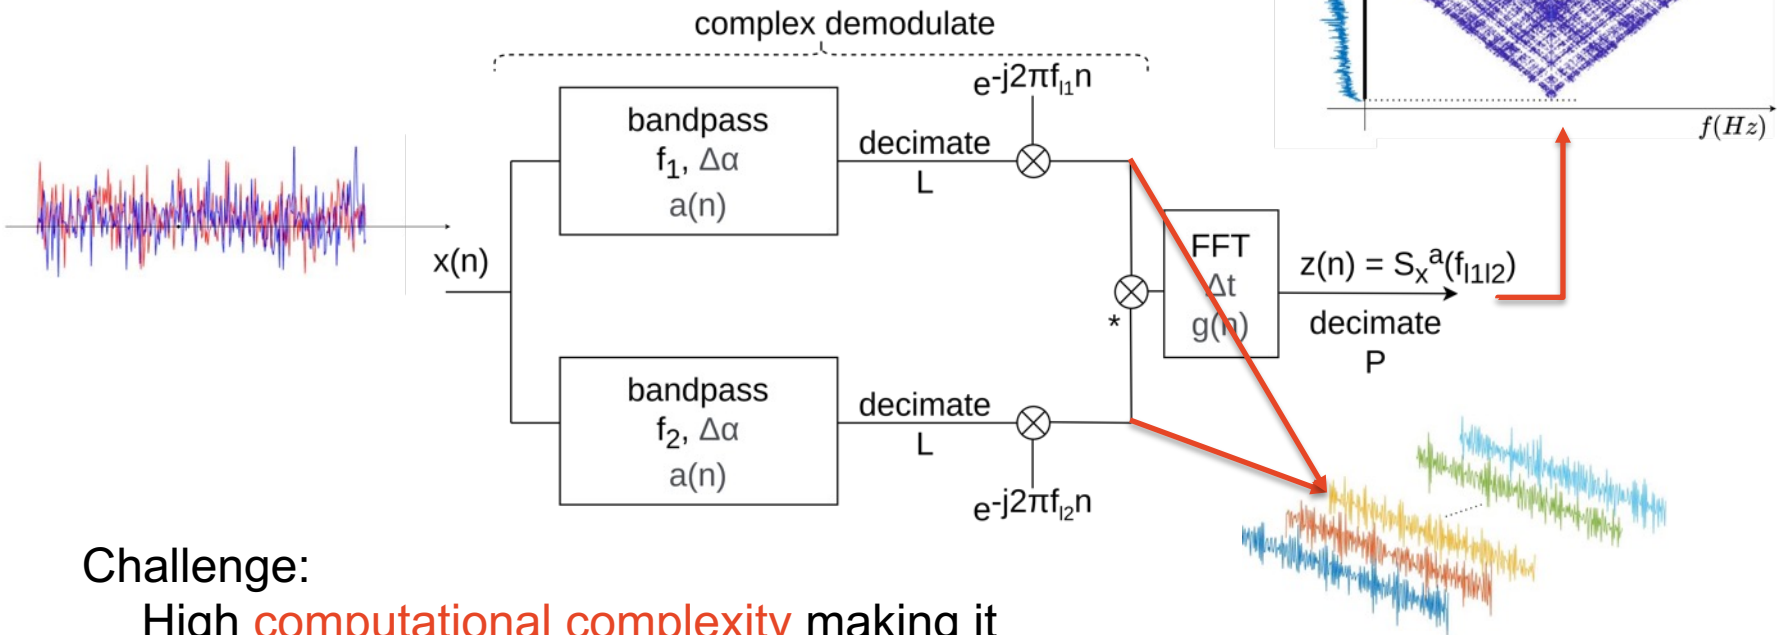 complex demodulate
e-j2πfl1n
f(Hz)
bandpass
f1, Δα
a(n)
decimate
L
x(n)
FFT
Δt
g(n)
*
z(n) = Sxa(fl1l2)
decimate
P
bandpass
f2, Δα
a(n)
decimate
L
e-j2πfl2n
Challenge:
High computational complexity making it